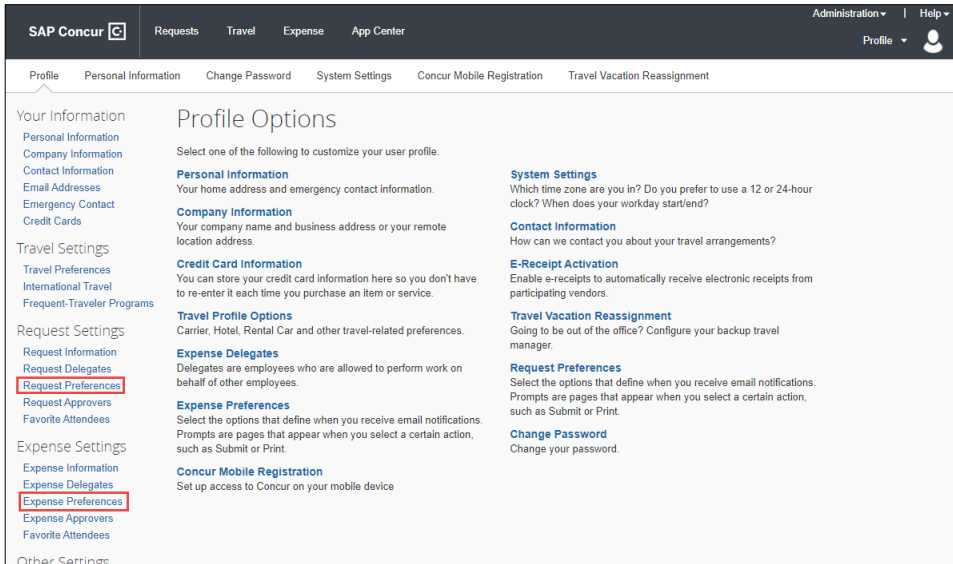 Administration | Help
SAP Concur C Requests Travel Expense App Center
Profile
Profile Personal Information Change Password System Settings Concur Mobile Registration Travel Vacation Reassignment
Your Information
Personal Information
Company Information
Contact Information
Email Addresses
Emergency Contact
Credit Cards
Travel Settings
Travel Preferences
International Travel
Frequent-Traveler Programs
Request Settings
Request Information
Request Delegates
Request Preferences
Request Approvers
Favorite Attendees
Expense Settings
Expense Information
Expense Delegates
Expense Preferences
Expense Approvers
Favorite Attendees
Other Settings
Profile Options
Select one of the following to customize your user profile.
Personal Information
Your home address and emergency contact information.
Company Information
Your company name and business address or your remote
location address.
Credit Card Information
You can store your credit card information here so you don't have
to re-enter it each time you purchase an item or service.
Travel Profile Options
Carrier, Hotel, Rental Car and other travel-related preferences.
Expense Delegates
Delegates are employees who are allowed to perform work on
behalf of other employees.
Expense Preferences
Select the options that define when you receive email notifications.
Prompts are pages that appear when you select a certain action,
such as Submit or Print.
Concur Mobile Registration
Set up access to Concur on your mobile device
System Settings
Which time zone are you in? Do you prefer to use a 12 or 24-hour
clock? When does your workday start/end?
Contact Information
How can we contact you about your travel arrangements?
E-Receipt Activation
Enable e-receipts to automatically receive electronic receipts from
participating vendors.
Travel Vacation Reassignment
Going to be out of the office? Configure your backup travel
manager.
Request Preferences
Select the options that define when you receive email notifications.
Prompts are pages that appear when you select a certain action,
such as Submit or Print.
Change Password
Change your password.